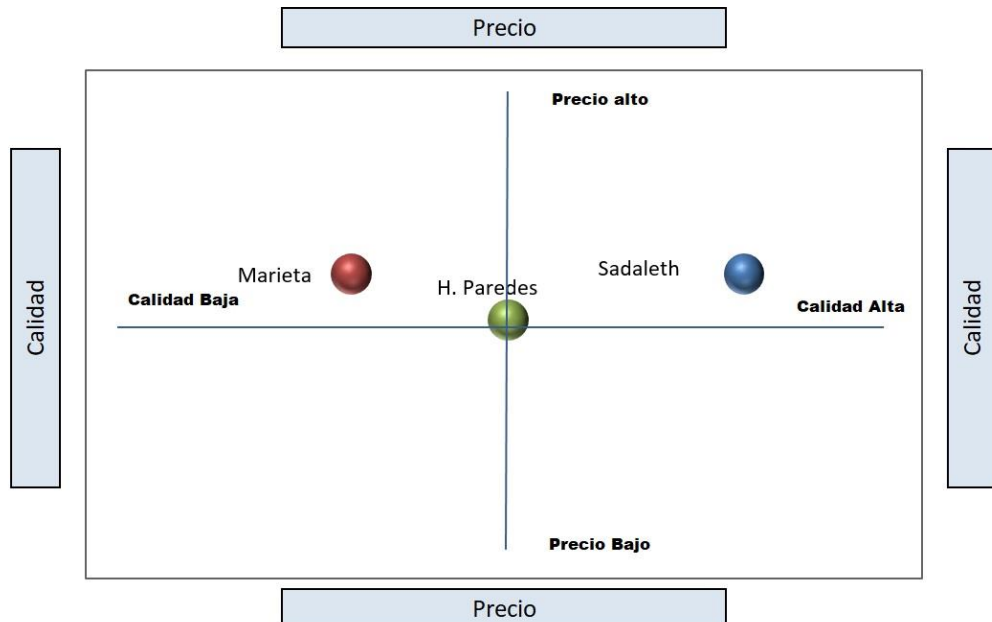 Precio
Precio alto
Calidad
Marieta
H. Paredes
Sadaleth
Calidad Baja
Calidad Alta
Calidad
Precio Bajo
Precio